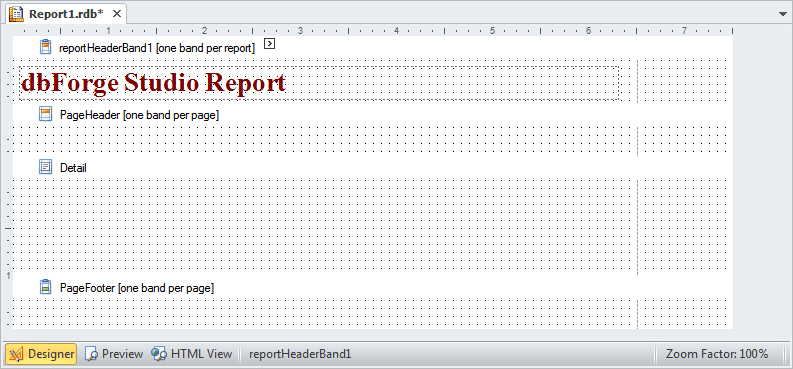 Report1.rdb*
1 2 3 4 5 6 7
reportHeaderBand1 [one band per report]
dbForge Studio Report
PageHeader [one band per page]
Detail
1
PageFooter [one band per page]
Designer Preview HTML View reportHeaderBand1 Zoom Factor: 100%